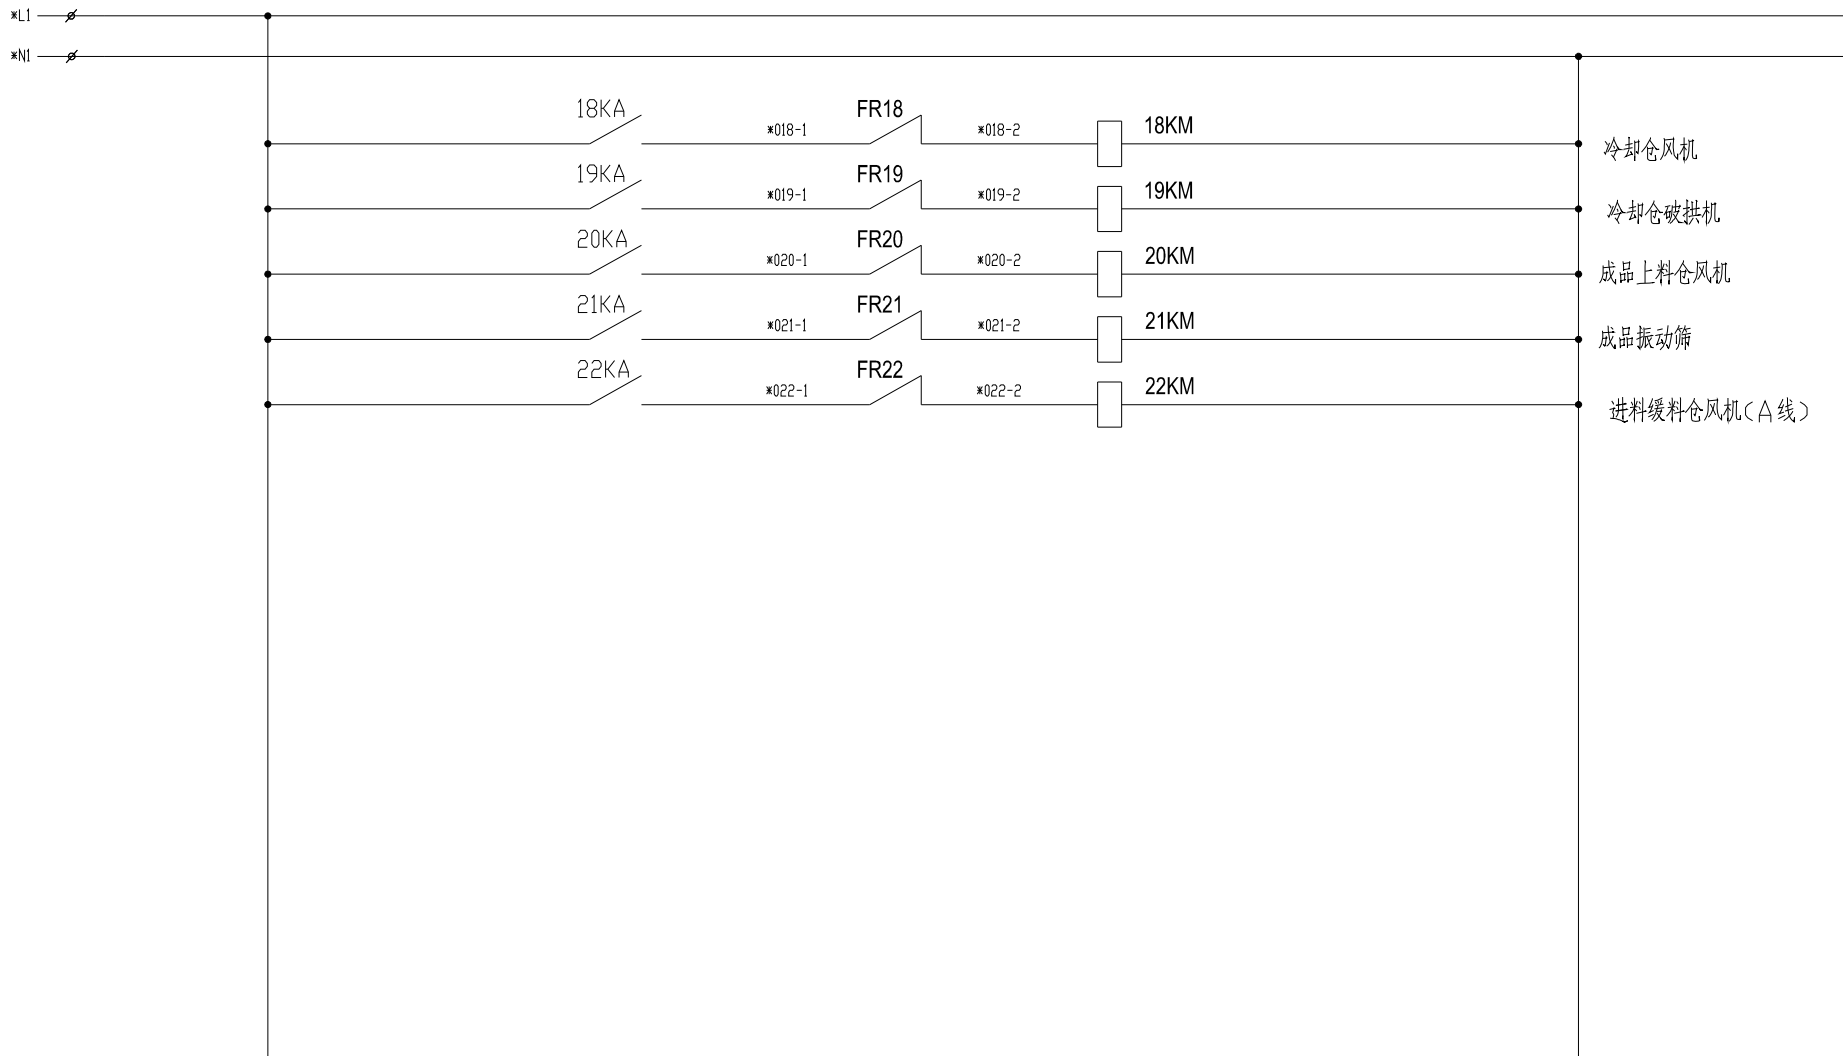 *L1
*N1
18KA *018-1 FR18 *018-2 18KM 冷却仓风机
19KA *019-1 FR19 *019-2 19KM 冷却仓破拱机
20KA *020-1 FR20 *020-2 20KM 成品上料仓风机
21KA *021-1 FR21 *021-2 21KM 成品振动筛
22KA *022-1 FR22 *022-2 22KM 进料缓料仓风机(A线)